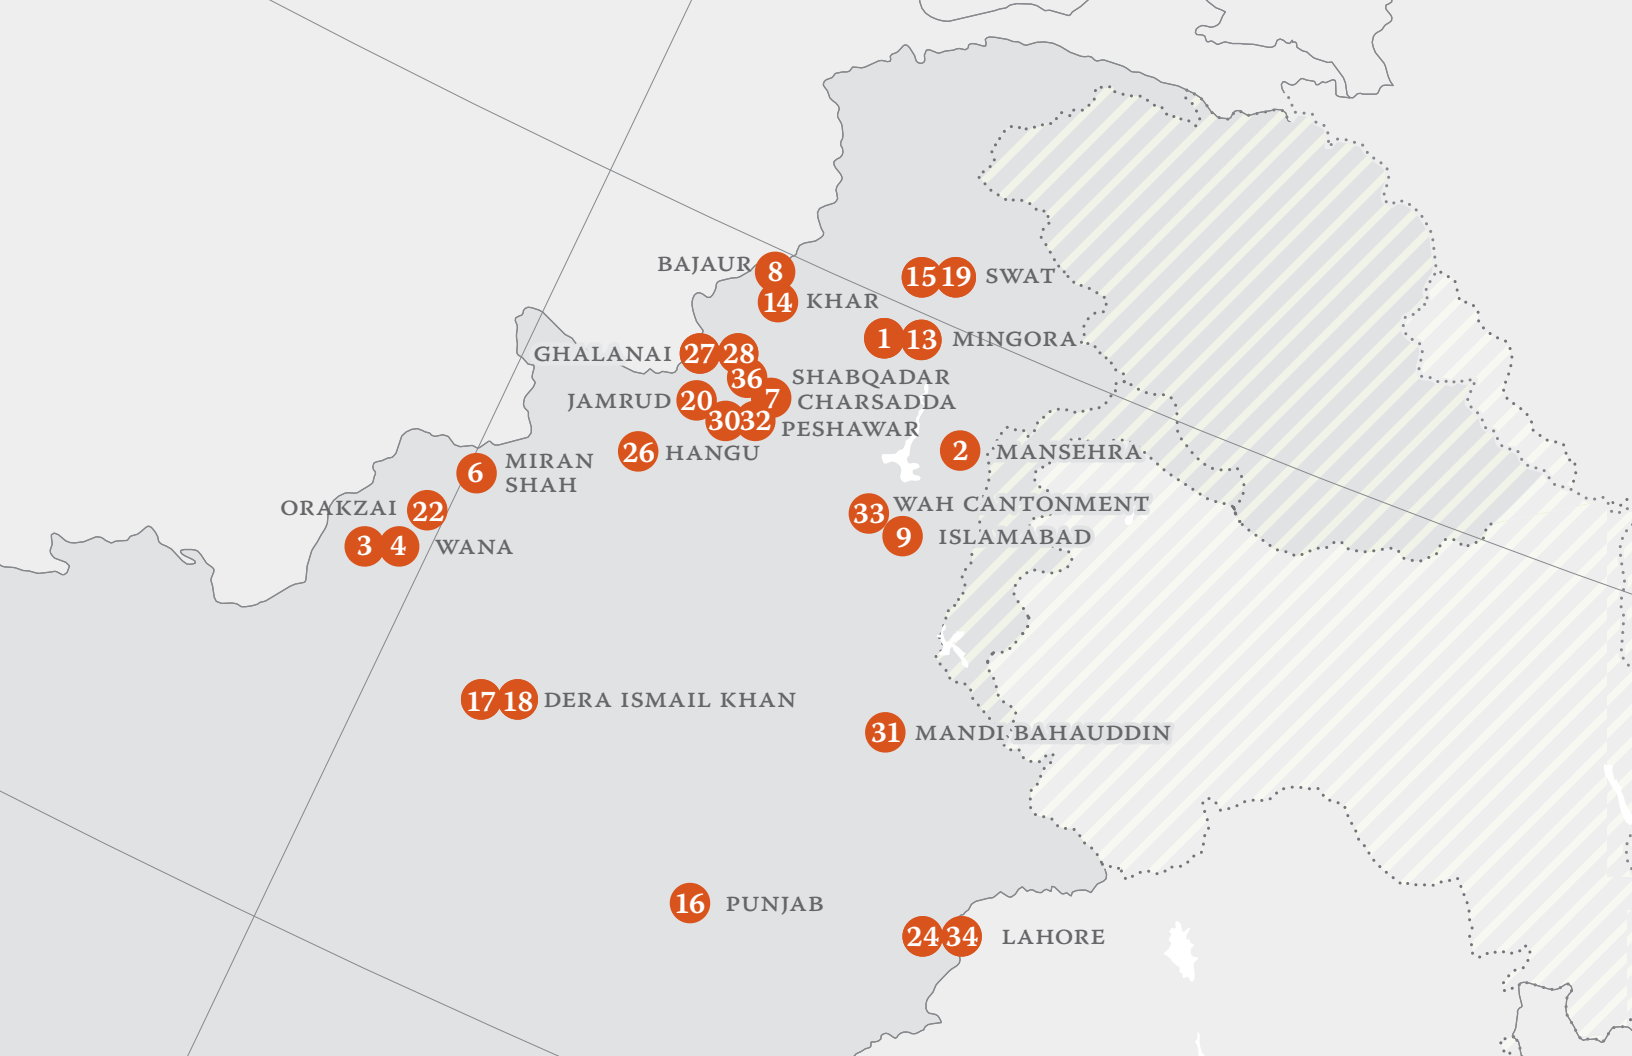 BAJAUR 8
14 KHAR
15 19 SWAT
1 13 MINGORA
GHALANAI 27 28
36 SHABQADAR
JAMRUD 20
7 CHARSADDA
30 32 PESHAWAR
26 HANGU
2 MANSEHRA
6 MIRAN
SHAH
ORAKZAI 22
33 WAH CANTONMENT
9 ISLAMABAD
3 4 WANA
17 18 DERA ISMAIL KHAN
31 MANDI BAHAUDDIN
16 PUNJAB
24 34 LAHORE